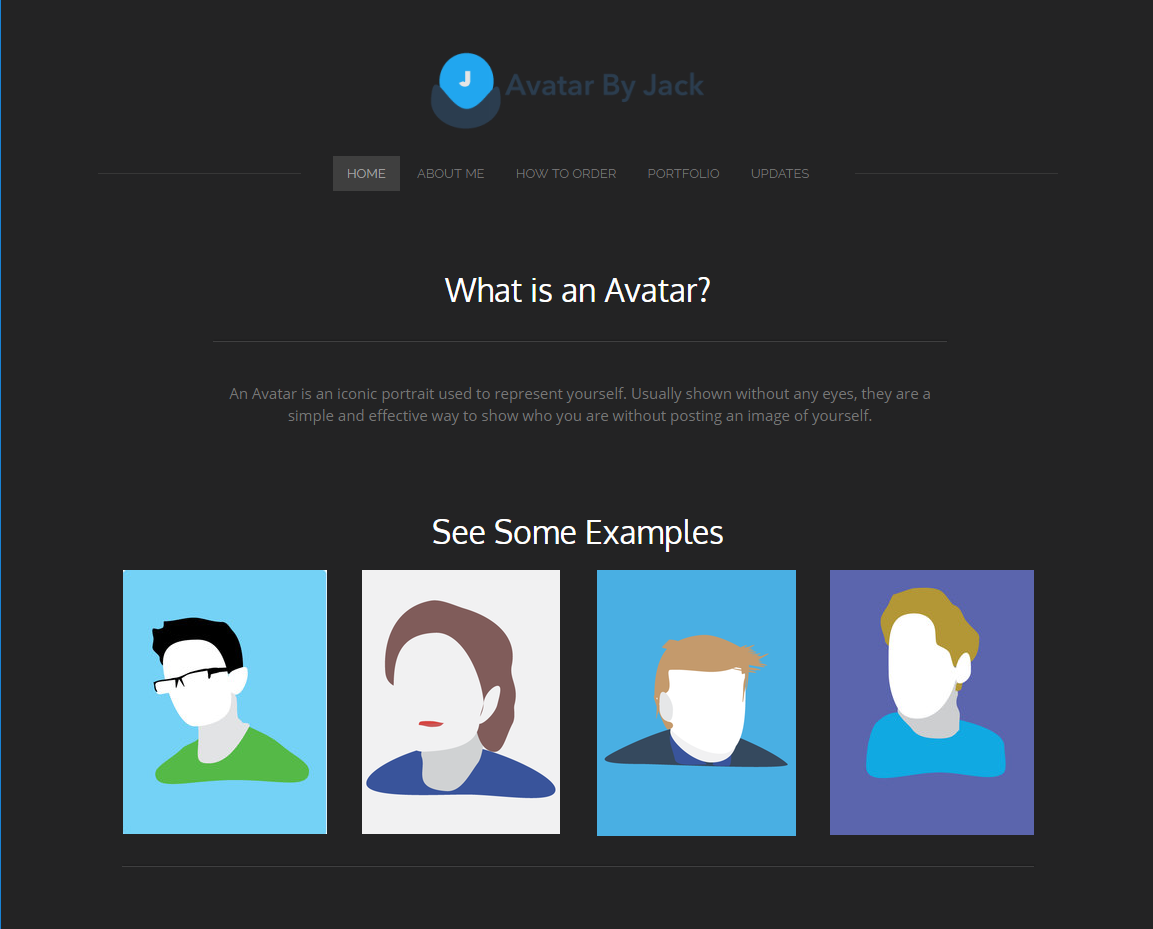 J
Avatar By Jack
HOME ABOUT ME HOW TO ORDER PORTFOLIO UPDATES
What is an Avatar?
An Avatar is an iconic portrait used to represent yourself. Usually shown without any eyes, they are a
simple and effective way to show who you are without posting an image of yourself.
See Some Examples